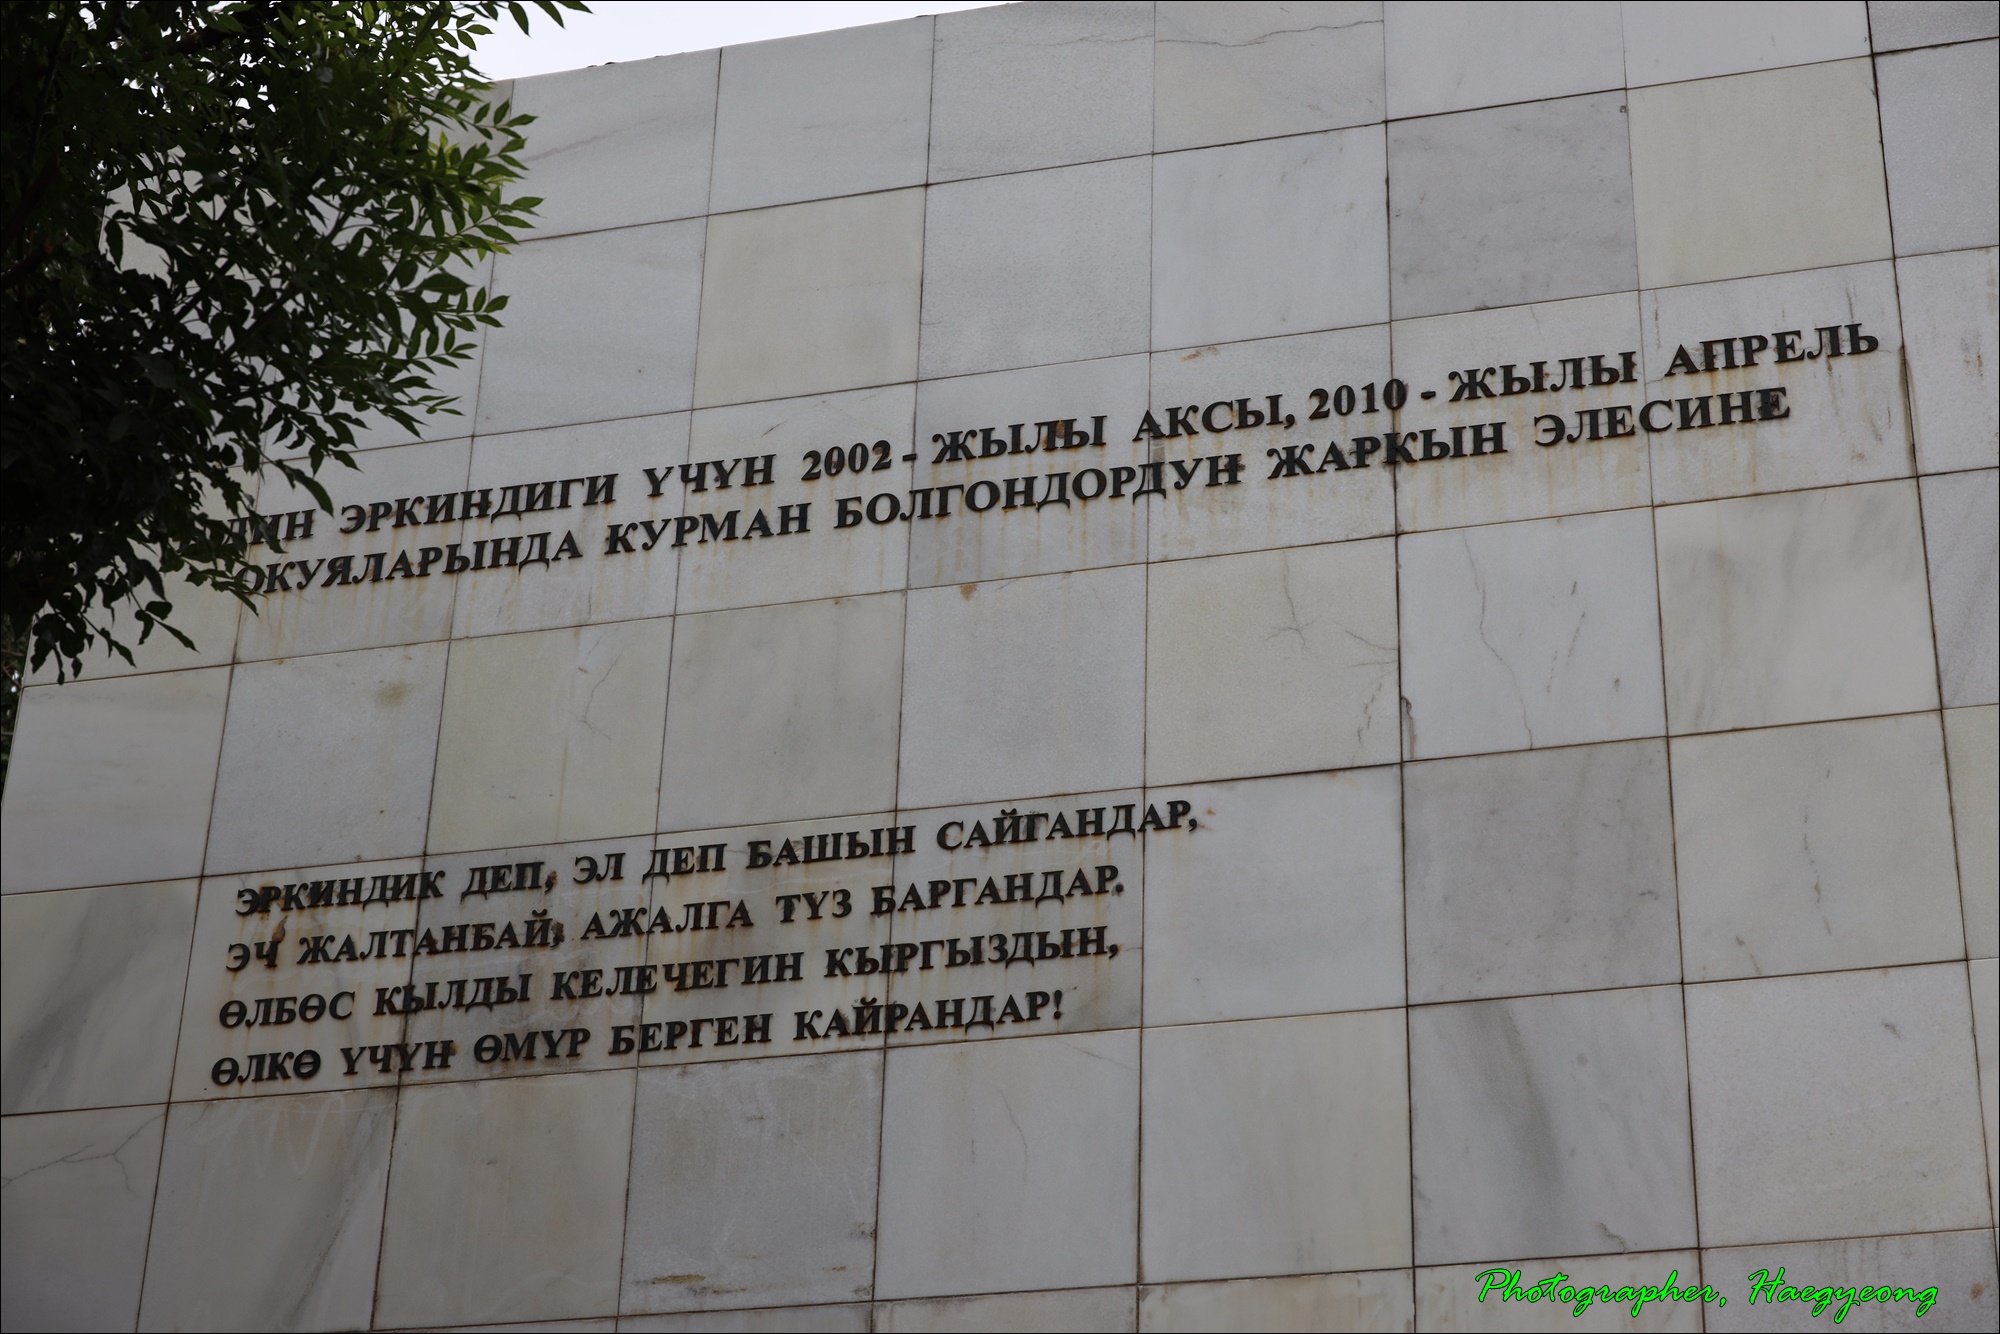 ЭРКИНДИГИ ҮЧҮН 2002 - ЖЫЛЫ АКСЫ, 2010 - ЖЫЛЫ АПРЕЛЬ
ОКУЯЛАРЫНДА КУРМАН БОЛГОНДОРДУН ЖАРКЫН ЭЛЕСИНЕ
ЭРКИНДИК ДЕП, ЭЛ ДЕП БАШЫН САЙГАНДАР,
ЭЧ ЖАЛТАНБАЙ, АЖАЛГА ТҮЗ БАРГАНДАР.
ӨЛБӨС КЫЛДЫ КЕЛЕЧЕГИН КЫРГЫЗДЫН,
ӨЛКӨ ҮЧҮН ӨМҮР БЕРГЕН КАЙРАНДАР!
Photographer, Haegyeong